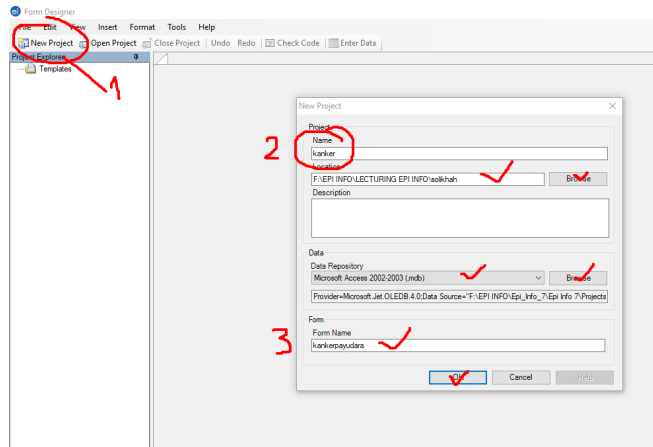 Form Designer
File Edit View Insert Format Tools Help
New Project Open Project Close Project Undo Redo Check Code Enter Data
Project Explorer
Templates
1
New Project
2
Project
Name
kanker
Location
F:\EPI INFO\LECTURING EPI INFO\solikhah
Browse
Description
Data
Data Repository
Microsoft Access 2002-2003 (.mdb)
Browse
Provider=Microsoft.Jet.OLEDB.4.0;Data Source="F:\EPI INFO\Epi_Info_7\Epi Info 7\Projects
Form
3
Form Name
kankerpayudara
OK Cancel Help